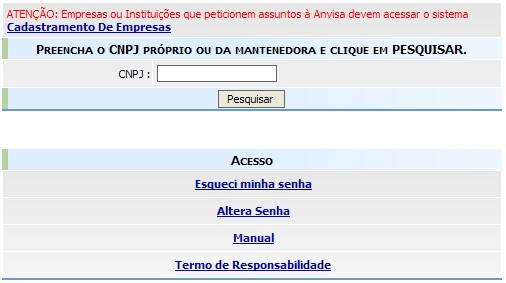 ATENÇÃO: Empresas ou Instituições que peticionem assuntos à Anvisa devem acessar o sistema
Cadastramento De Empresas
PREENCHA O CNPJ PRÓPRIO OU DA MANTENEDORA E CLIQUE EM PESQUISAR.
CNPJ :
Pesquisar
ACESSO
Esqueci minha senha
Altera Senha
Manual
Termo de Responsabilidade